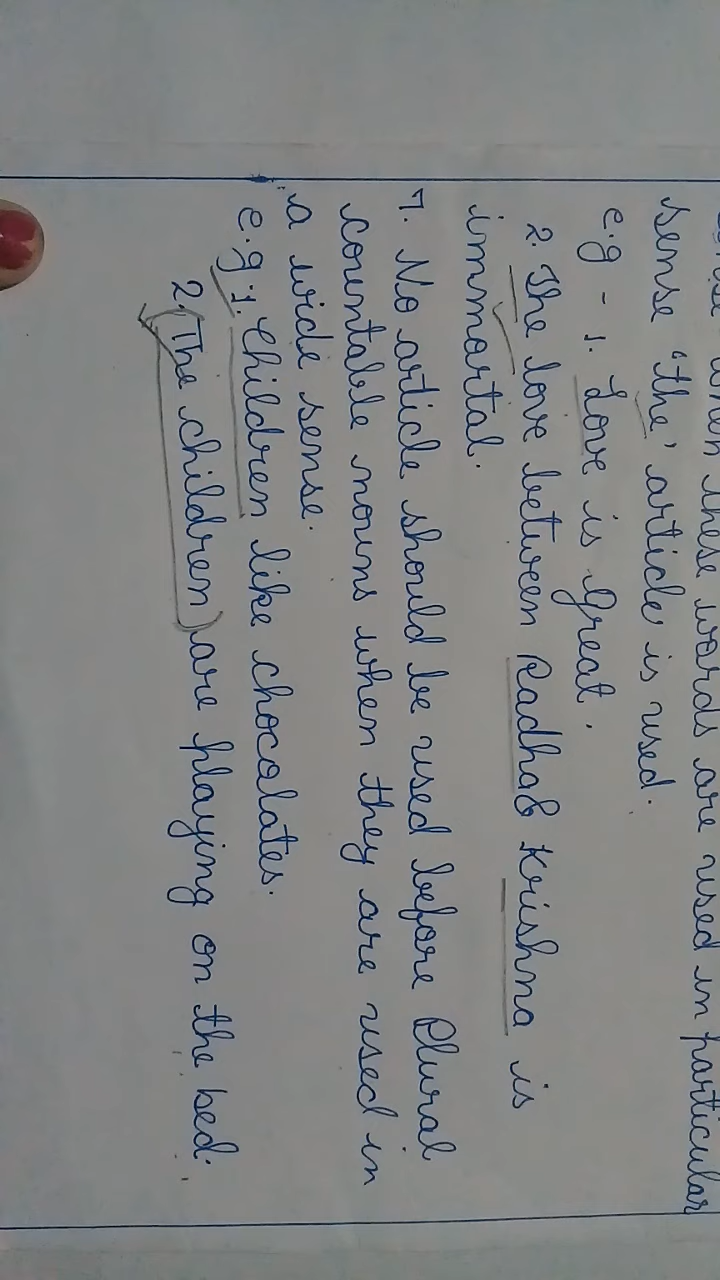 when these words are used in particular
sense 'the' article is used.
e.g - 1. Love is Great.
2. The love between Radha & Krishna is
immortal.
7. No article should be used before Plural
countable nouns when they are used in
a wide sense.
e.g. 1. Children like chocolates.
2. (The children) are playing on the bed.